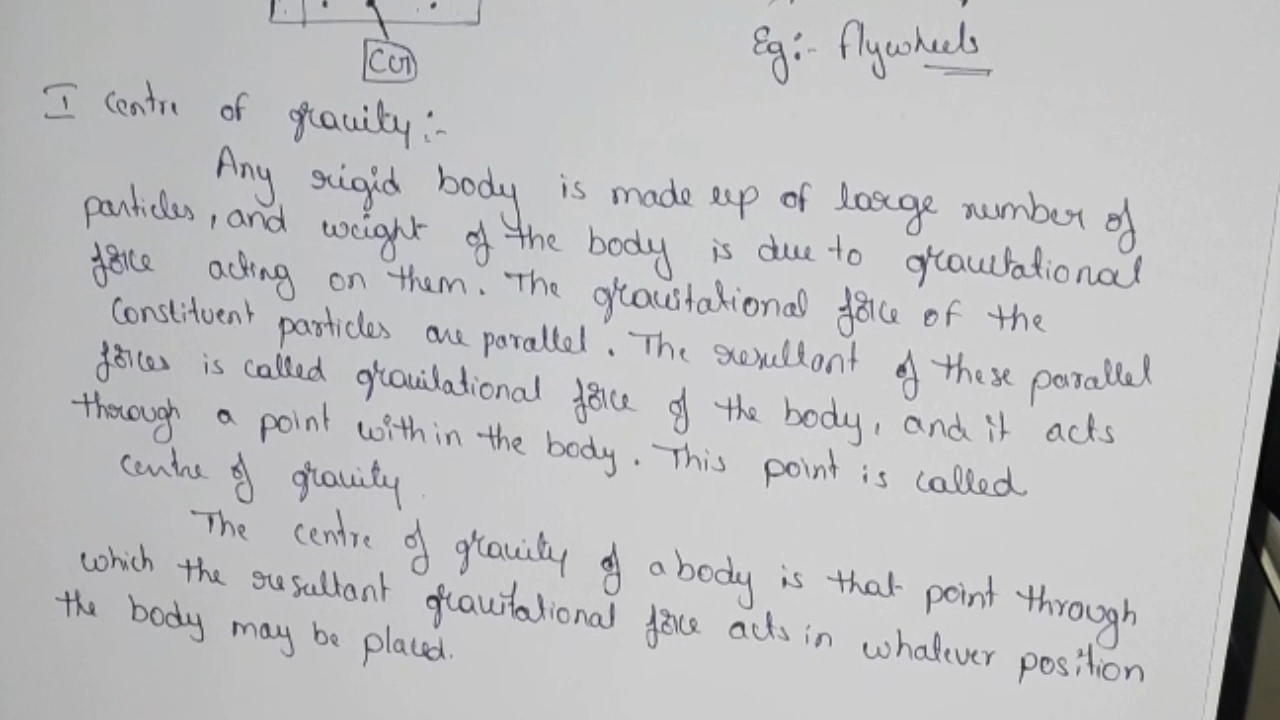 CG
Eg:- flywheels
I centre of gravity :-
Any rigid body is made up of large number of
particles, and weight of the body is due to gravitational
force acting on them. The gravitational force of the
Constituent particles are parallel. The resultant of these parallel
forces is called gravitational force of the body, and it acts
through a point within the body. This point is called
centre of gravity.
The centre of gravity of a body is that point through
which the resultant gravitational force acts in whatever position
the body may be placed.